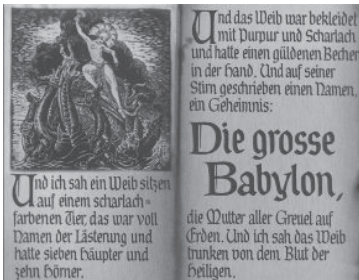 Und ich sah ein Weib sitzen
auf einem scharlach=
farbenen Tier, das war voll
Namen der Lästerung und
hatte sieben Häupter und
zehn Hörner.
Und das Weib war bekleidet
mit Purpur und Scharlach
und hatte einen güldenen Becher
in der Hand. Und auf seiner
Stirn geschrieben einen Namen,
ein Geheimnis:
Die grosse
Babylon,
die Mutter aller Greuel auf
Erden. Und ich sah das Weib
trunken von dem Blut der
Heiligen.